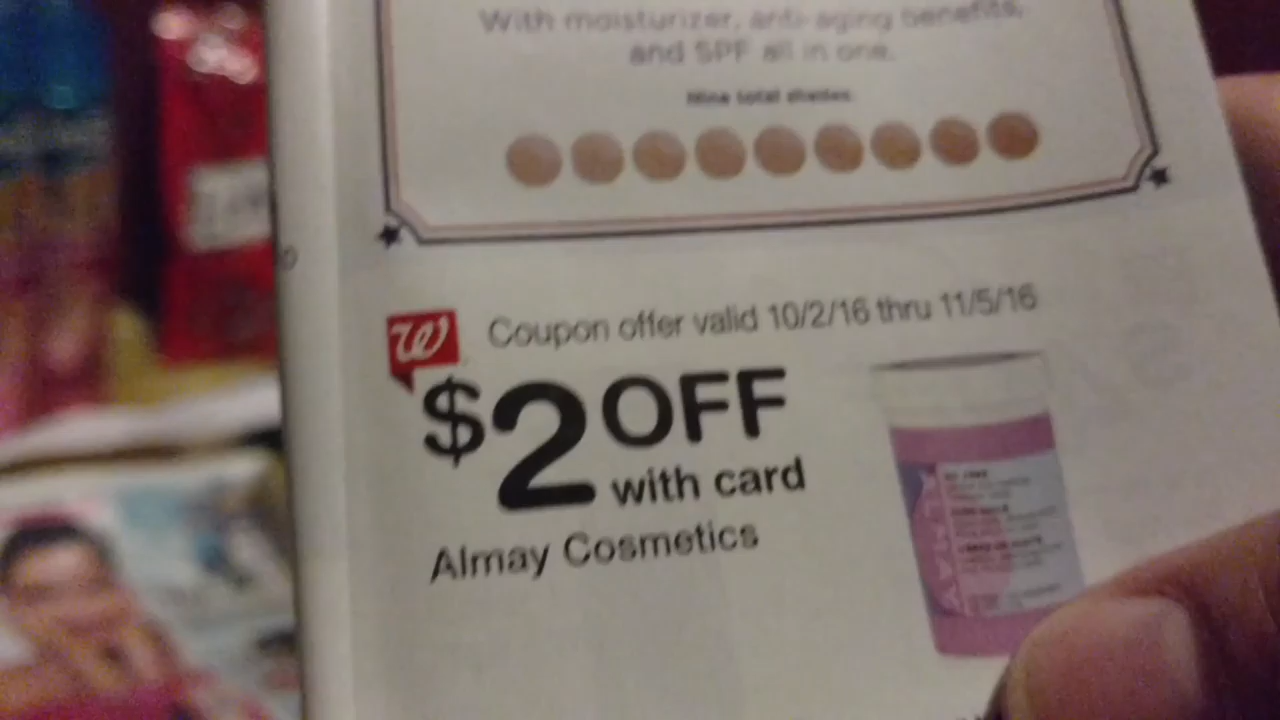 With moisturizer, anti-aging benefits,
and SPF all in one.
Nine total shades.
W
Coupon offer valid 10/2/16 thru 11/5/16
$2 OFF
with card
Almay Cosmetics
ALMAY